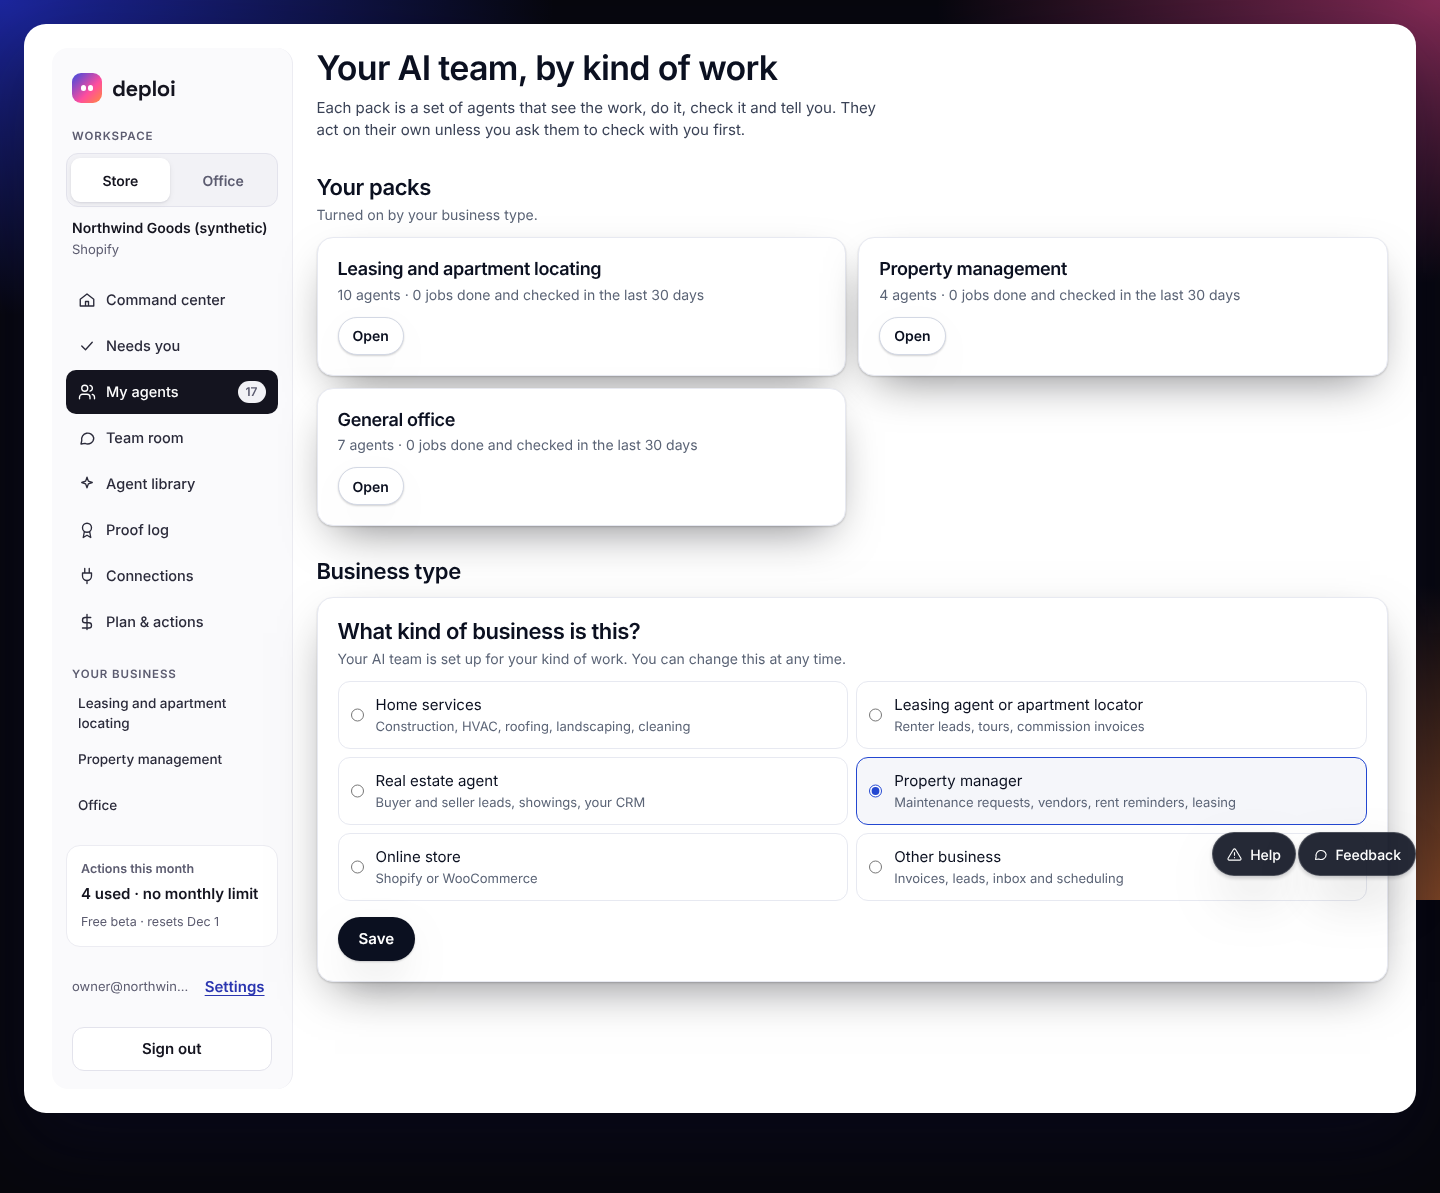 deploi
WORKSPACE
Store
Office
Northwind Goods (synthetic)
Shopify
Command center
Needs you
My agents
17
Team room
Agent library
Proof log
Connections
Plan & actions
YOUR BUSINESS
Leasing and apartment
locating
Property management
Office
Actions this month
4 used · no monthly limit
Free beta · resets Dec 1
owner@northwin...
Settings
Sign out
Your AI team, by kind of work
Each pack is a set of agents that see the work, do it, check it and tell you. They
act on their own unless you ask them to check with you first.
Your packs
Turned on by your business type.
Leasing and apartment locating
10 agents · 0 jobs done and checked in the last 30 days
Open
Property management
4 agents · 0 jobs done and checked in the last 30 days
Open
General office
7 agents · 0 jobs done and checked in the last 30 days
Open
Business type
What kind of business is this?
Your AI team is set up for your kind of work. You can change this at any time.
Home services
Construction, HVAC, roofing, landscaping, cleaning
Leasing agent or apartment locator
Renter leads, tours, commission invoices
Real estate agent
Buyer and seller leads, showings, your CRM
Property manager
Maintenance requests, vendors, rent reminders, leasing
Online store
Shopify or WooCommerce
Other business
Invoices, leads, inbox and scheduling
Help
Feedback
Save